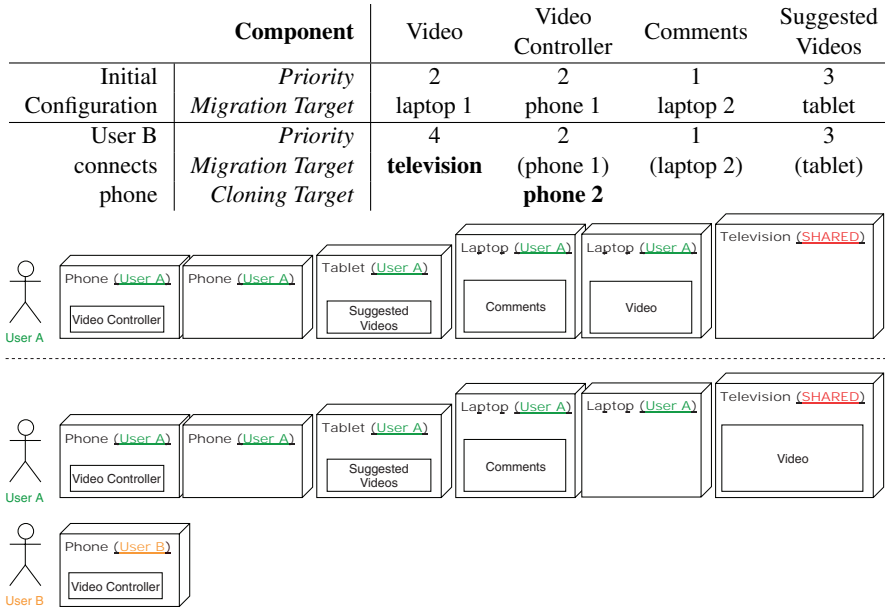 Component Video Video Controller Comments Suggested Videos
Initial Configuration Priority 2 2 1 3
Migration Target laptop 1 phone 1 laptop 2 tablet
User B connects phone Priority 4 2 1 3
Migration Target television (phone 1) (laptop 2) (tablet)
Cloning Target phone 2
Phone (User A) Phone (User A) Tablet (User A) Laptop (User A) Laptop (User A) Television (SHARED)
Video Controller Suggested Videos Comments Video
User A
Phone (User A) Phone (User A) Tablet (User A) Laptop (User A) Laptop (User A) Television (SHARED)
Video Controller Suggested Videos Comments Video
User A
Phone (User B)
Video Controller
User B